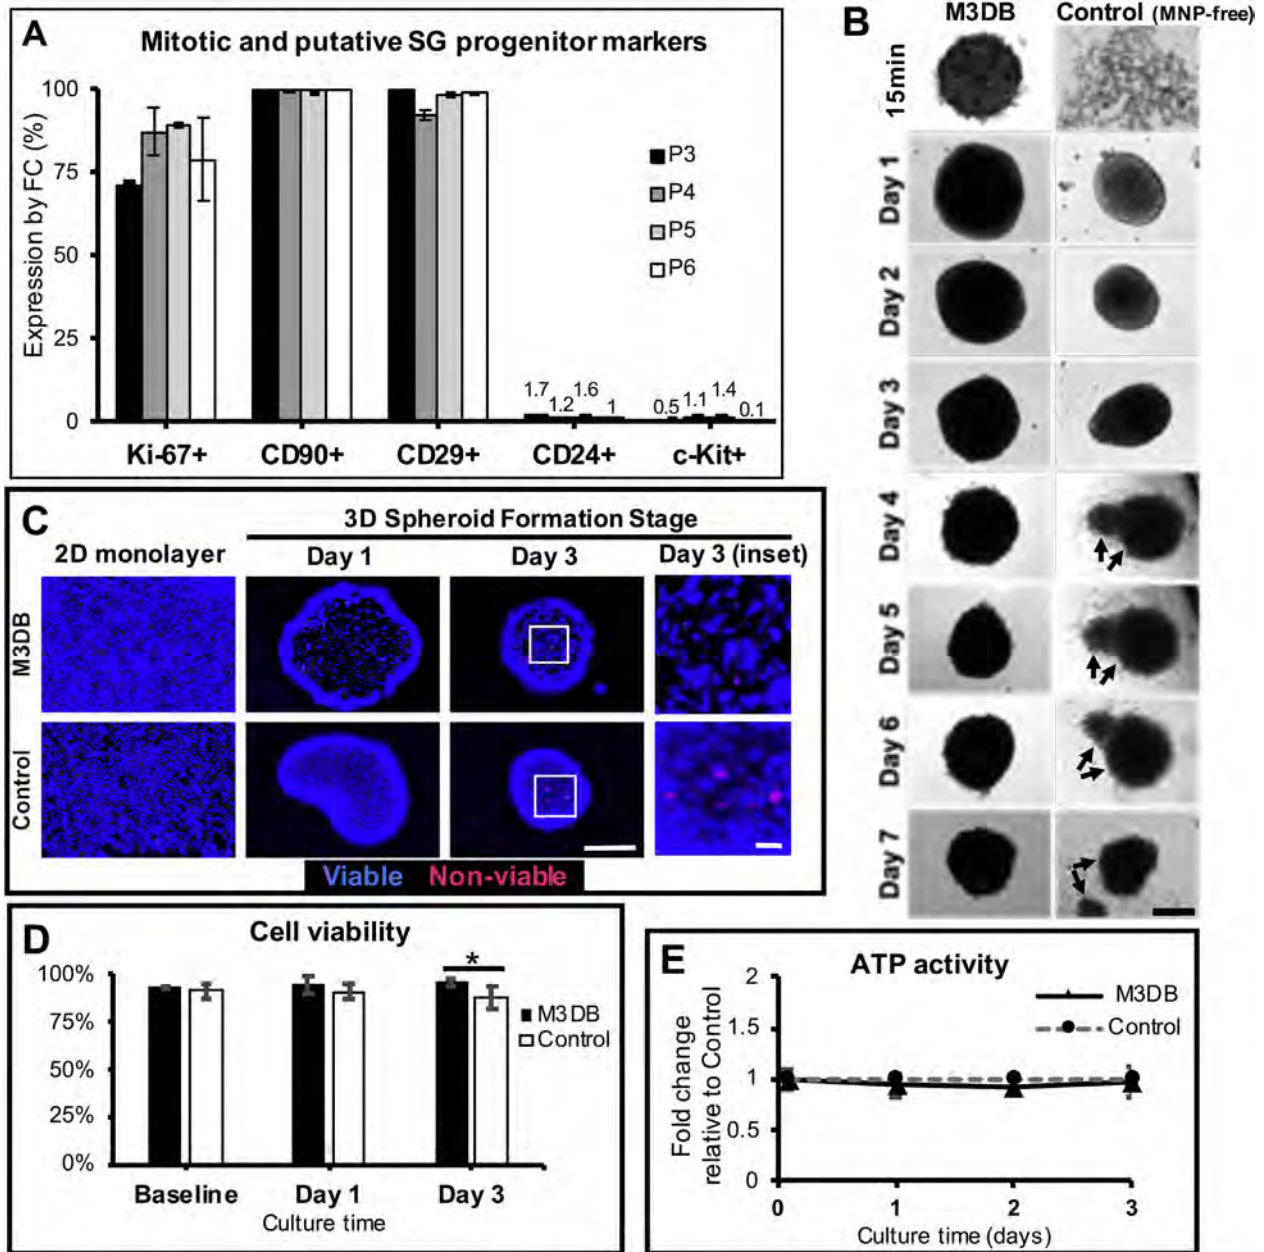 A
Mitotic and putative SG progenitor markers
Expression by FC (%)
100
75
50
25
0
P3
P4
P5
P6
1.7
1.2
1.6
1
0.5
1.1
1.4
0.1
Ki-67+ CD90+ CD29+ CD24+ c-Kit+
B
M3DB Control (MNP-free)
15min
Day 1
Day 2
Day 3
Day 4
Day 5
Day 6
Day 7
C
3D Spheroid Formation Stage
2D monolayer Day 1 Day 3 Day 3 (inset)
M3DB
Control
Viable Non-viable
D
Cell viability
100%
75%
50%
25%
0%
*
M3DB
Control
Baseline Day 1 Day 3
Culture time
E
ATP activity
Fold change
relative to Control
2
1.5
1
0.5
0
M3DB
Control
0 1 2 3
Culture time (days)